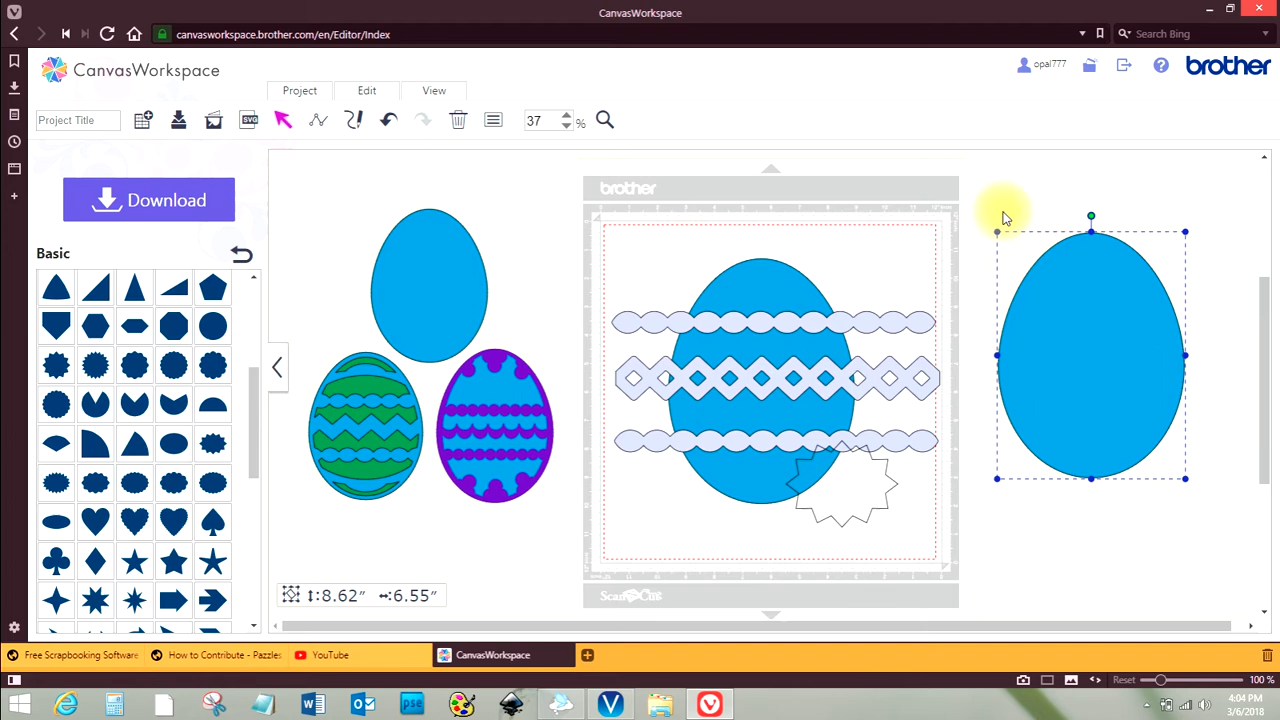 CanvasWorkspace
canvasworkspace.brother.com/en/Editor/Index
Search Bing
CanvasWorkspace
opal777
brother
Project
Edit
View
Project Title
SVG
37
%
Download
Basic
brother
8.62"
6.55"
Free Scrapbooking Software
How to Contribute - Pazzles
YouTube
CanvasWorkspace
Reset
100 %
4:04 PM
3/6/2018